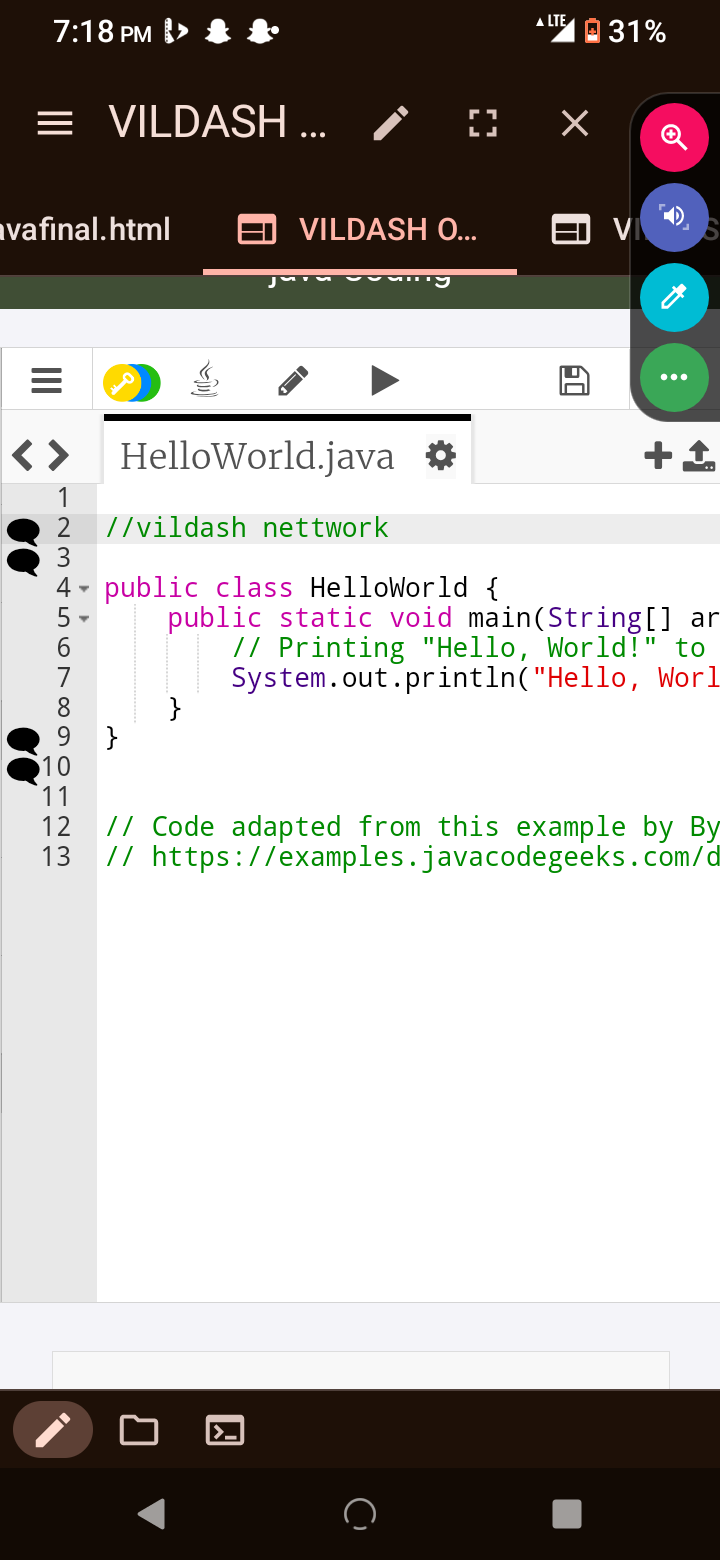 7:18 PM LTE 31%
VILDASH ...
avafinal.html VILDASH O...
java Coding
HelloWorld.java
1
2 //vildash nettwork
3
4 public class HelloWorld {
5 public static void main(String[] ar
6 // Printing "Hello, World!" to
7 System.out.println("Hello, Worl
8 }
9 }
10
11
12 // Code adapted from this example by By
13 // https://examples.javacodegeeks.com/d